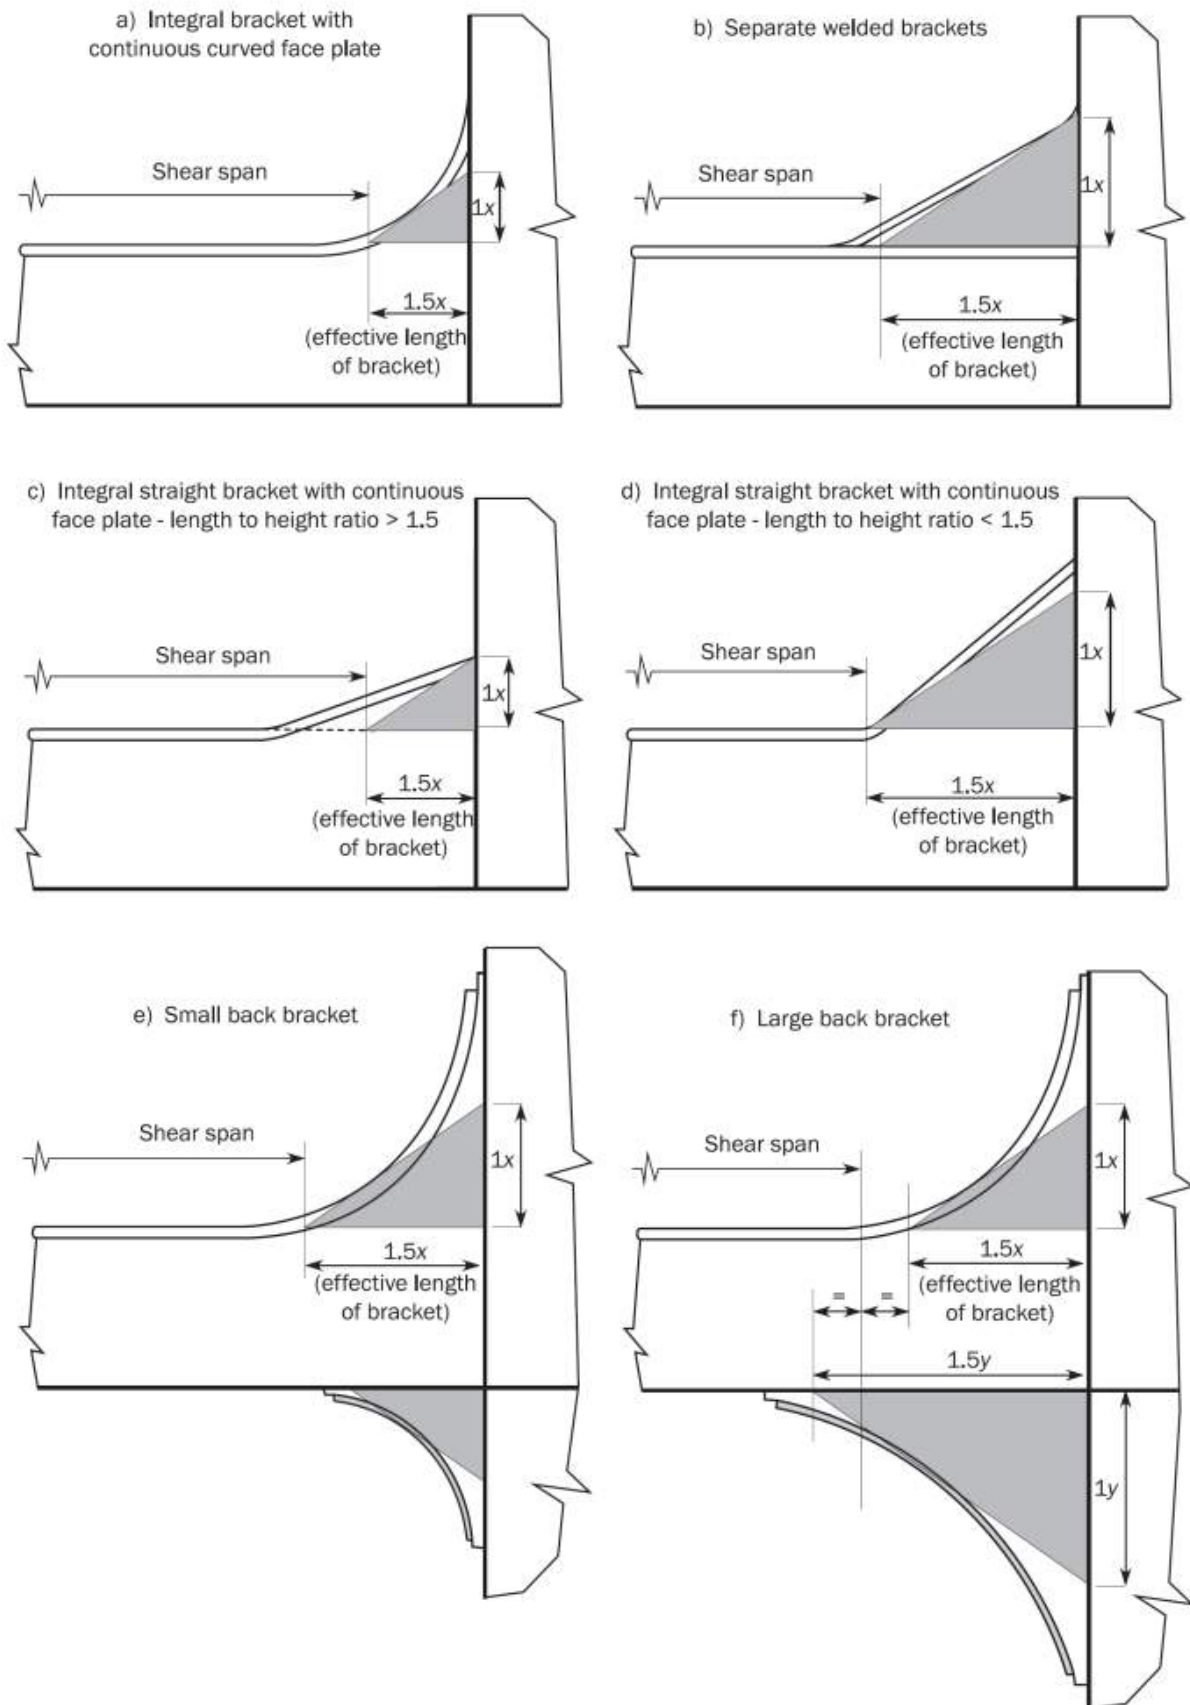 a) Integral bracket with
continuous curved face plate
Shear span
1x
1.5x
(effective length
of bracket)
b) Separate welded brackets
Shear span
1x
1.5x
(effective length
of bracket)
c) Integral straight bracket with continuous
face plate - length to height ratio > 1.5
Shear span
1x
1.5x
(effective length
of bracket)
d) Integral straight bracket with continuous
face plate - length to height ratio < 1.5
Shear span
1x
1.5x
(effective length
of bracket)
e) Small back bracket
Shear span
1x
1.5x
(effective length
of bracket)
f) Large back bracket
Shear span
1x
1.5x
(effective length
of bracket)
= =
1.5y
1y